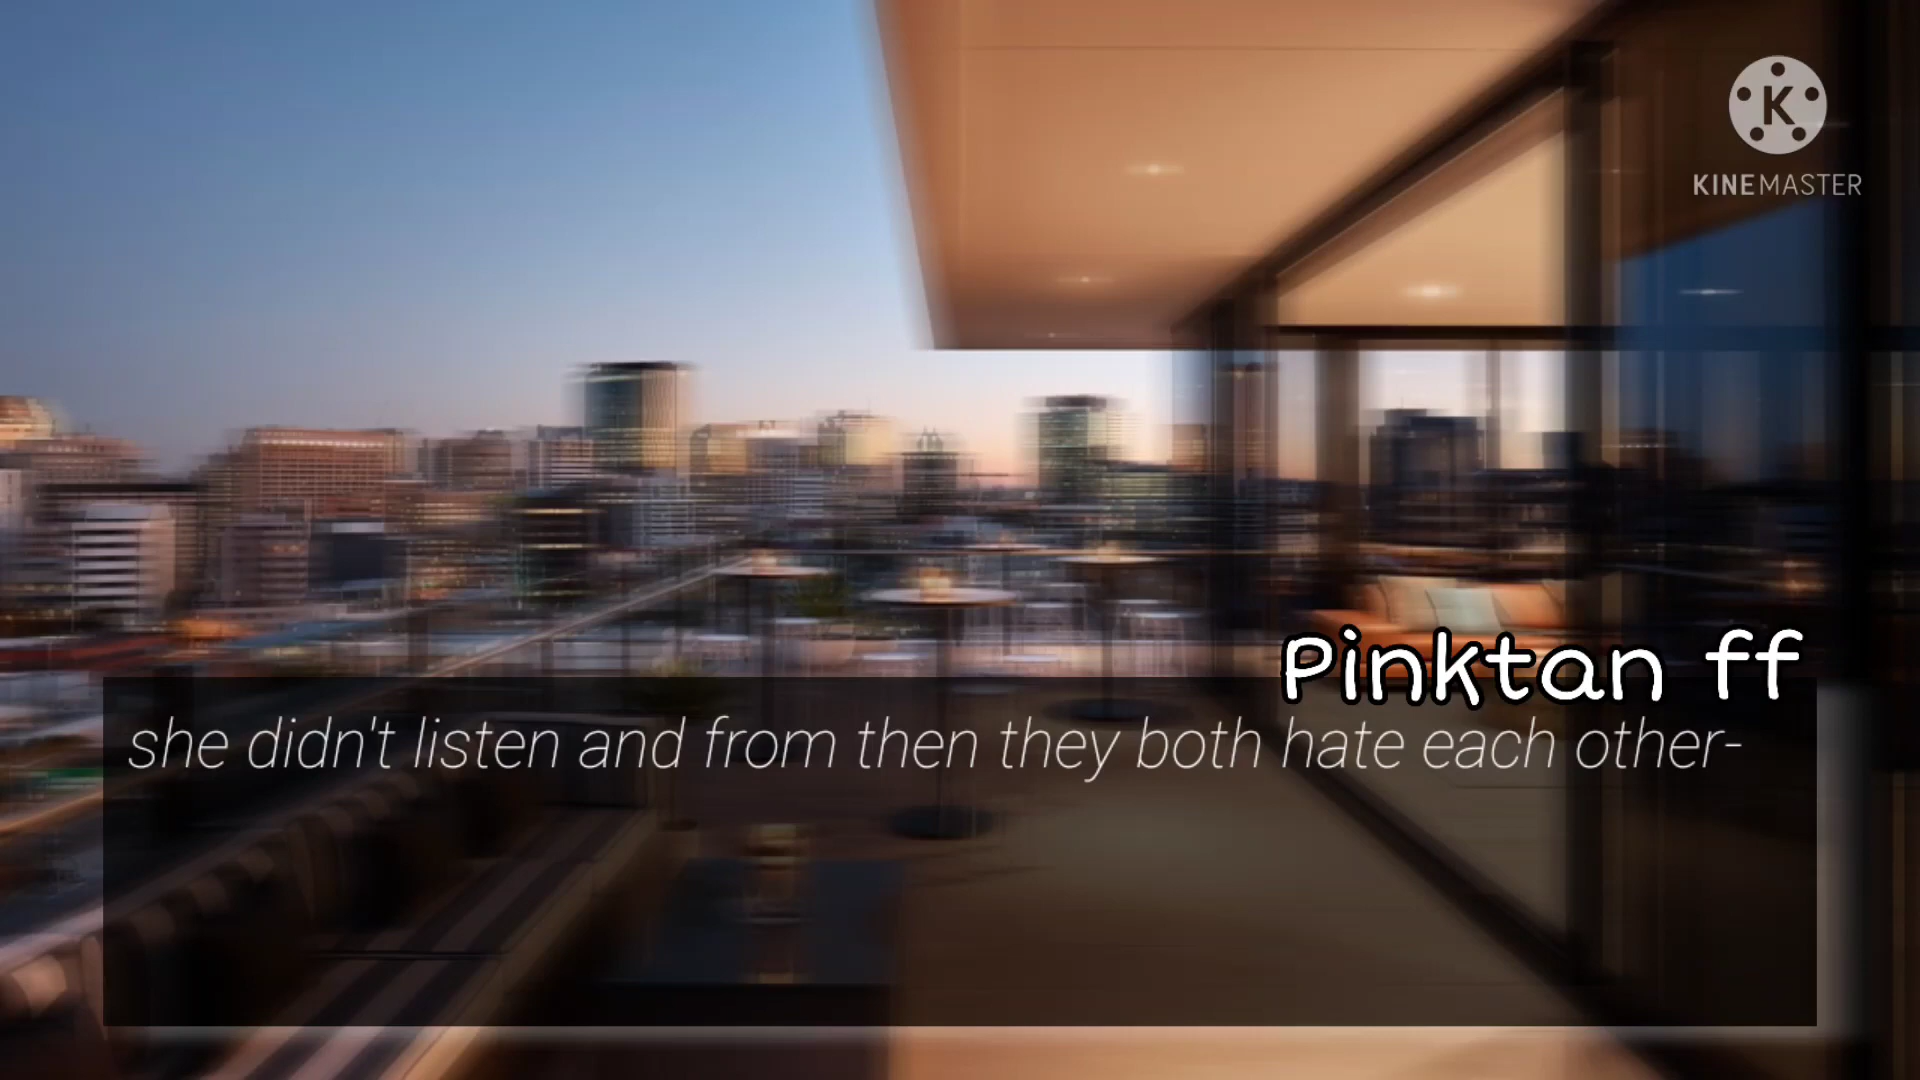 KINEMASTER
Pinktan ff
she didn't listen and from then they both hate each other-